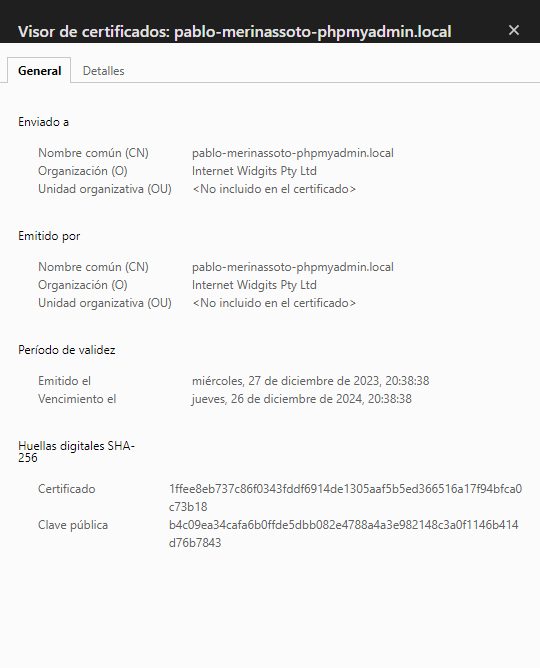 Visor de certificados: pablo-merinassoto-phpmyadmin.local
General Detalles
Enviado a
Nombre común (CN) pablo-merinassoto-phpmyadmin.local
Organización (O) Internet Widgits Pty Ltd
Unidad organizativa (OU) <No incluido en el certificado>
Emitido por
Nombre común (CN) pablo-merinassoto-phpmyadmin.local
Organización (O) Internet Widgits Pty Ltd
Unidad organizativa (OU) <No incluido en el certificado>
Período de validez
Emitido el miércoles, 27 de diciembre de 2023, 20:38:38
Vencimiento el jueves, 26 de diciembre de 2024, 20:38:38
Huellas digitales SHA-
256
Certificado 1ffee8eb737c86f0343fddf6914de1305aaf5b5ed366516a17f94bfca0
c73b18
Clave pública b4c09ea34cafa6b0ffde5dbb082e4788a4a3e982148c3a0f1146b414
d76b7843